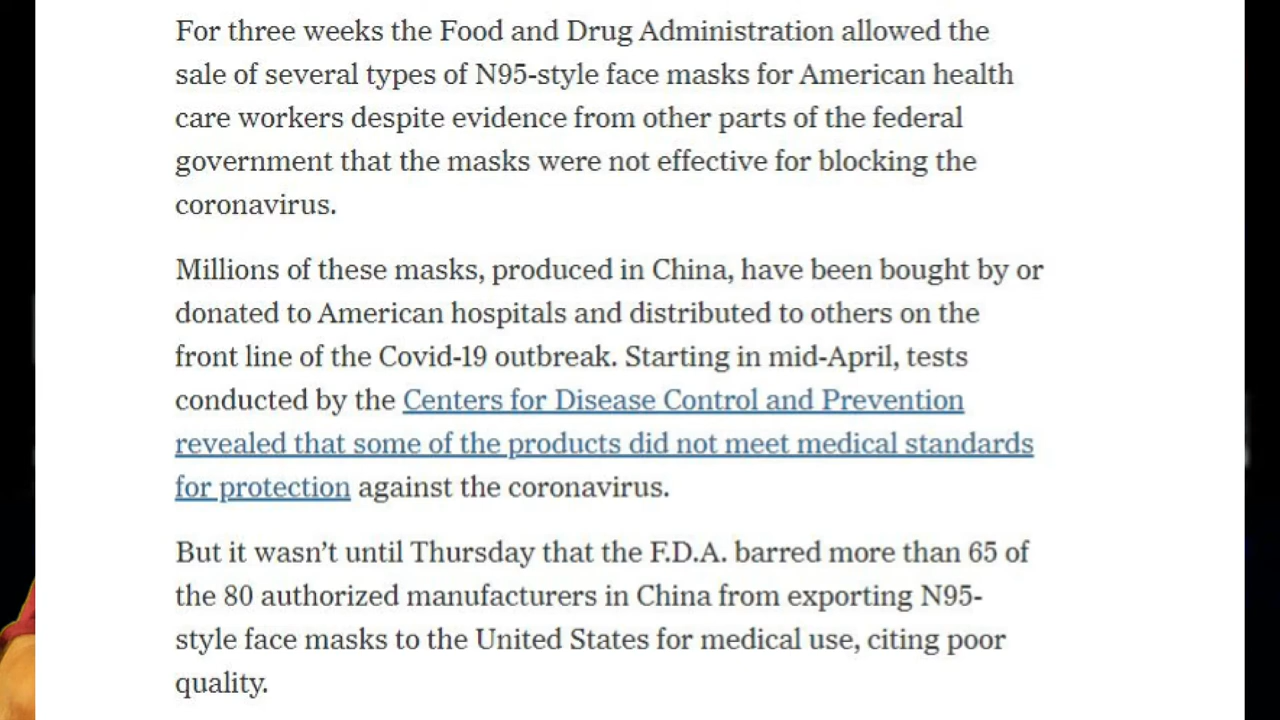 For three weeks the Food and Drug Administration allowed the
sale of several types of N95-style face masks for American health
care workers despite evidence from other parts of the federal
government that the masks were not effective for blocking the
coronavirus.
Millions of these masks, produced in China, have been bought by or
donated to American hospitals and distributed to others on the
front line of the Covid-19 outbreak. Starting in mid-April, tests
conducted by the Centers for Disease Control and Prevention
revealed that some of the products did not meet medical standards
for protection against the coronavirus.
But it wasn’t until Thursday that the F.D.A. barred more than 65 of
the 80 authorized manufacturers in China from exporting N95-
style face masks to the United States for medical use, citing poor
quality.